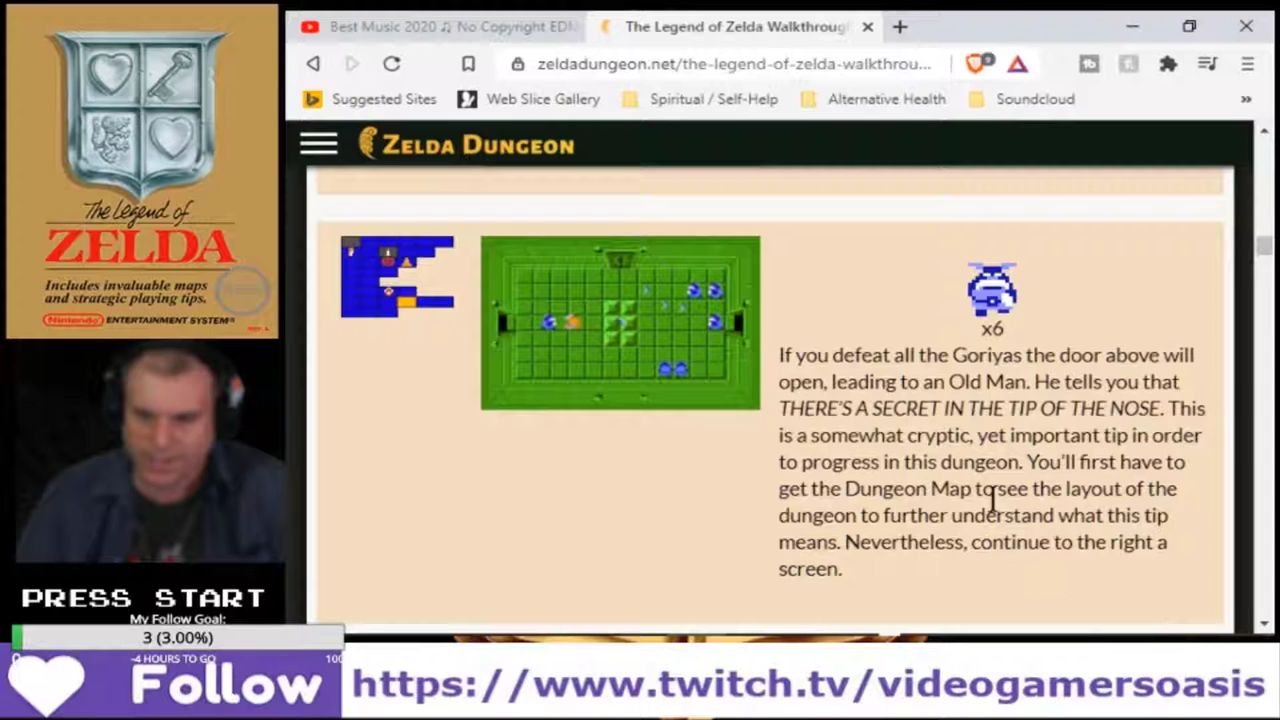 The Legend of
ZELDA
Includes invaluable maps
and strategic playing tips.
Nintendo ENTERTAINMENT SYSTEM
PRESS START
My Follow Goal:
3 (3.00%)
-4 HOURS TO GO
Follow
https://www.twitch.tv/videogamersoasis
Best Music 2020 ♫ No Copyright EDM
The Legend of Zelda Walkthroug
zeldadungeon.net/the-legend-of-zelda-walkthrou...
Suggested Sites
Web Slice Gallery
Spiritual / Self-Help
Alternative Health
Soundcloud
»
ZELDA DUNGEON
x6
If you defeat all the Goriyas the door above will
open, leading to an Old Man. He tells you that
THERE'S A SECRET IN THE TIP OF THE NOSE. This
is a somewhat cryptic, yet important tip in order
to progress in this dungeon. You'll first have to
get the Dungeon Map to see the layout of the
dungeon to further understand what this tip
means. Nevertheless, continue to the right a
screen.